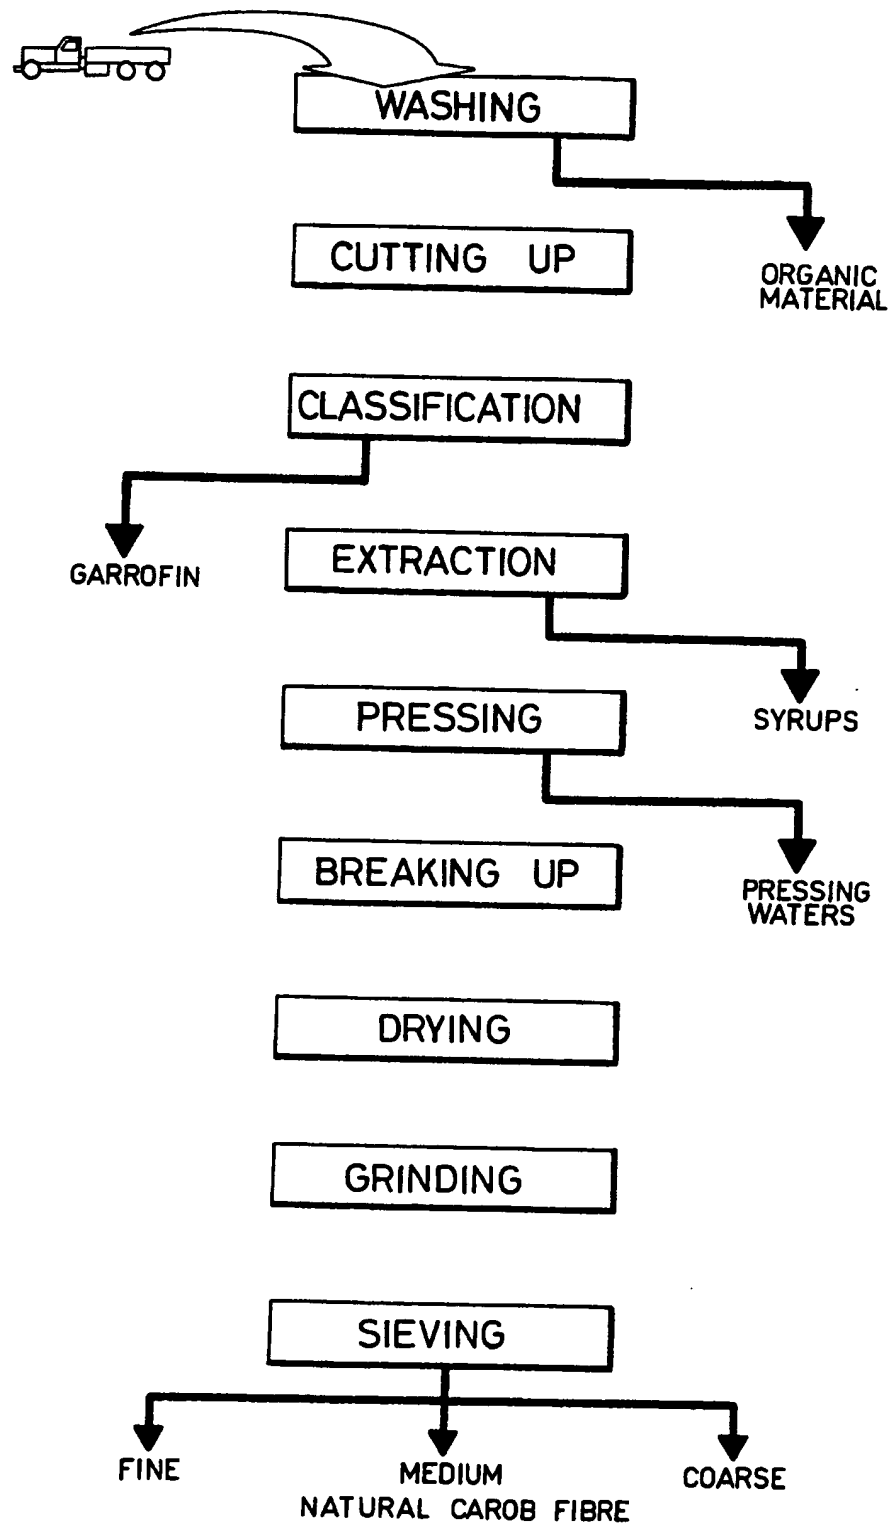 WASHING
ORGANIC
MATERIAL
CUTTING UP
CLASSIFICATION
GARROFIN
EXTRACTION
SYRUPS
PRESSING
PRESSING
WATERS
BREAKING UP
DRYING
GRINDING
SIEVING
FINE
MEDIUM
COARSE
NATURAL CAROB FIBRE